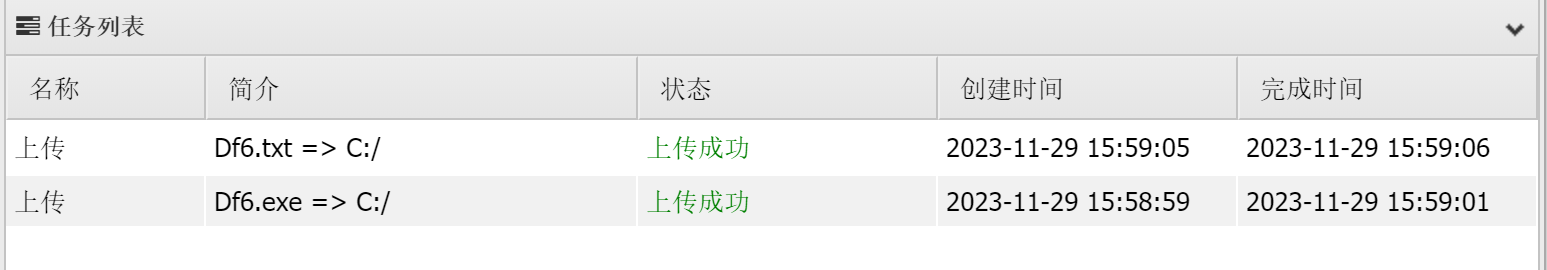 任务列表
名称 简介 状态 创建时间 完成时间
上传 Df6.txt => C:/ 上传成功 2023-11-29 15:59:05 2023-11-29 15:59:06
上传 Df6.exe => C:/ 上传成功 2023-11-29 15:58:59 2023-11-29 15:59:01